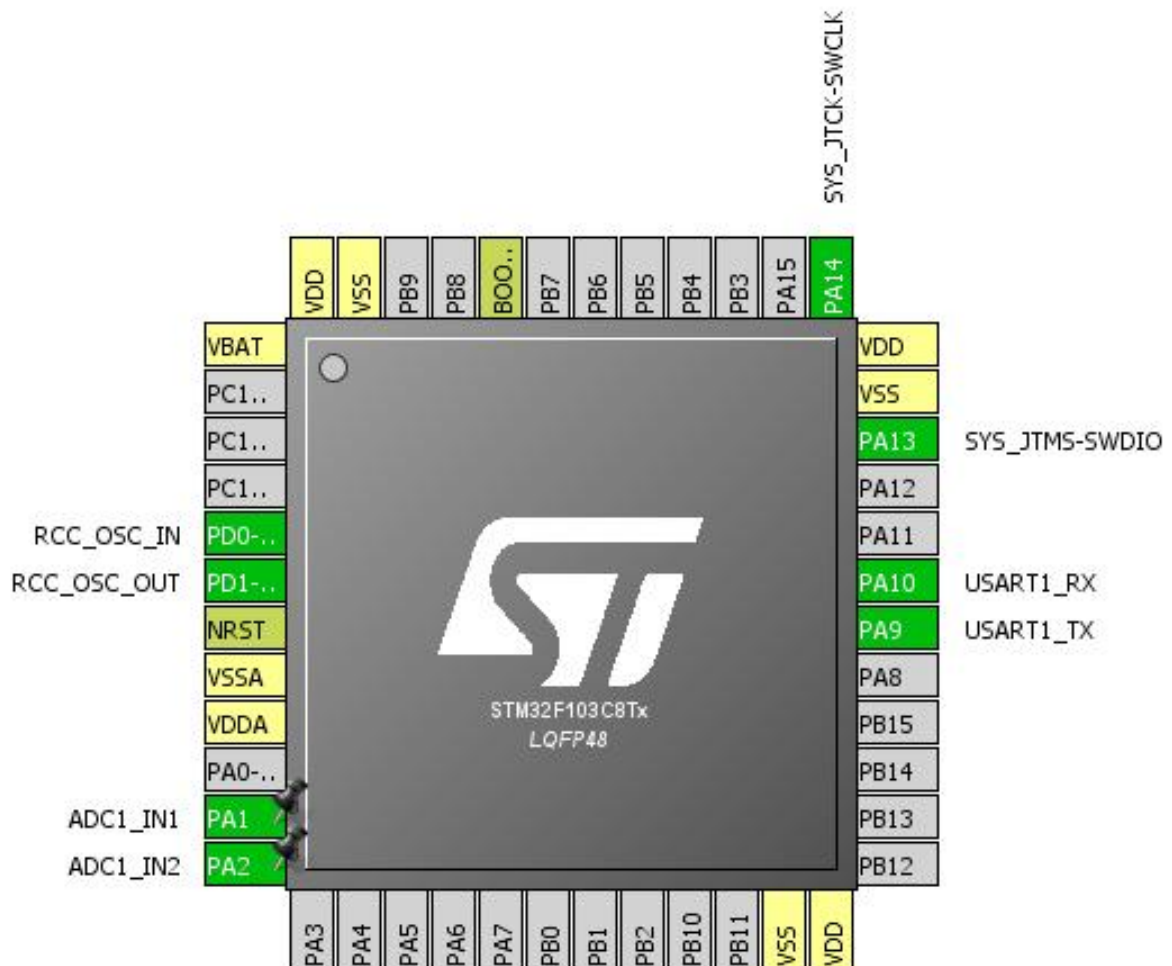 SYS_JTCK-SWCLK
VDD VSS PB9 PB8 BOO.. PB7 PB6 PB5 PB4 PB3 PA15 PA14
VBAT VDD
PC1.. VSS
PC1.. PA13 SYS_JTMS-SWDIO
PC1.. PA12
RCC_OSC_IN PD0-.. PA11
RCC_OSC_OUT PD1-.. PA10 USART1_RX
NRST PA9 USART1_TX
VSSA PA8
VDDA PB15
PA0-.. PB14
ADC1_IN1 PA1 PB13
ADC1_IN2 PA2 PB12
ST
STM32F103C8Tx
LQFP48
PA3 PA4 PA5 PA6 PA7 PB0 PB1 PB2 PB10 PB11 VSS VDD